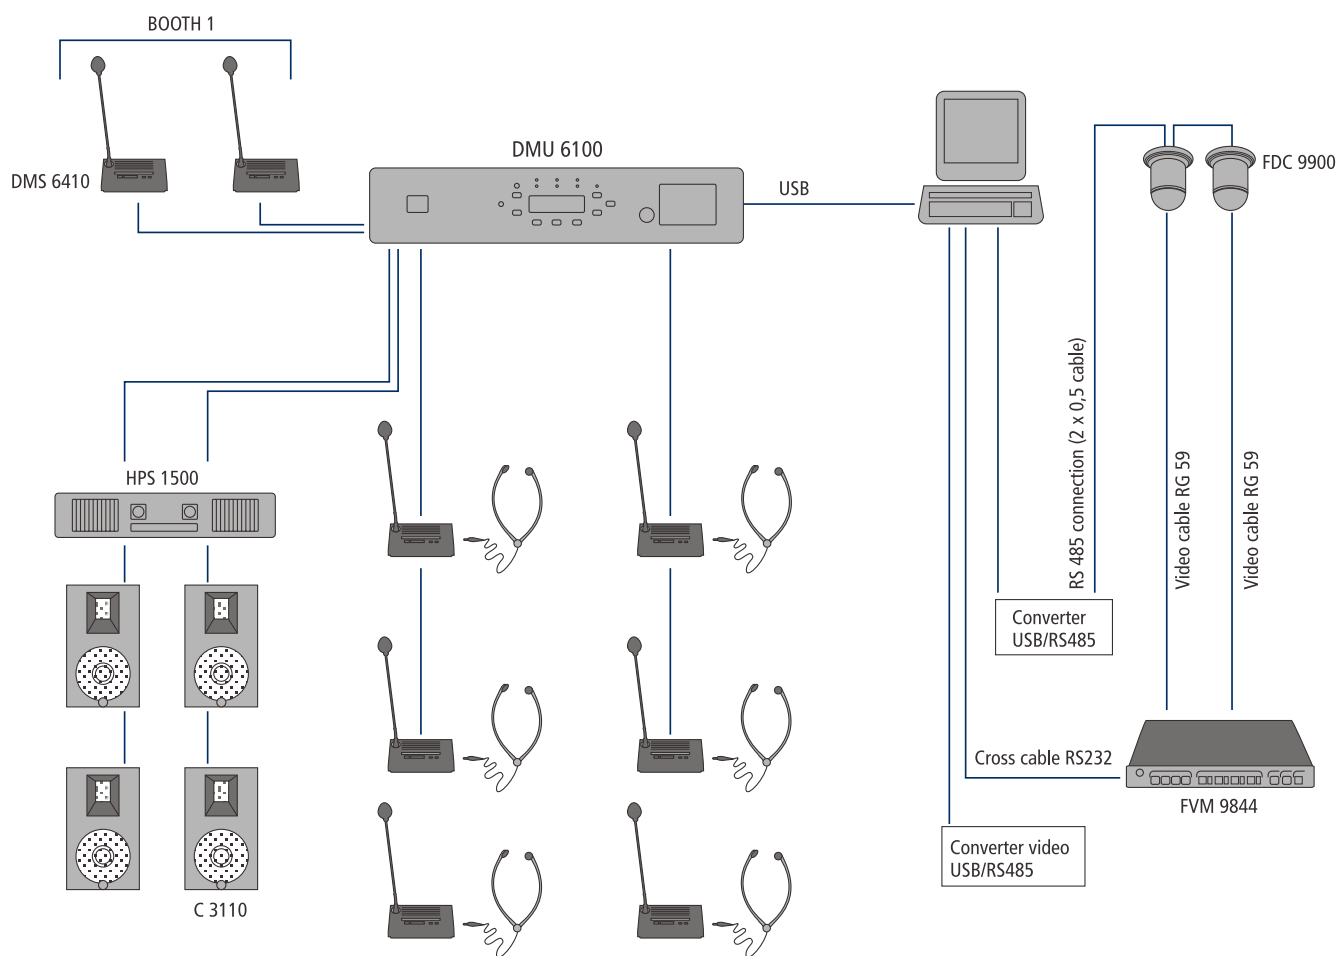 BOOTH 1
DMS 6410
DMU 6100
USB
FDC 9900
HPS 1500
RS 485 connection (2 x 0,5 cable)
Video cable RG 59
Video cable RG 59
Converter
USB/RS485
Cross cable RS232
FVM 9844
Converter video
USB/RS485
C 3110